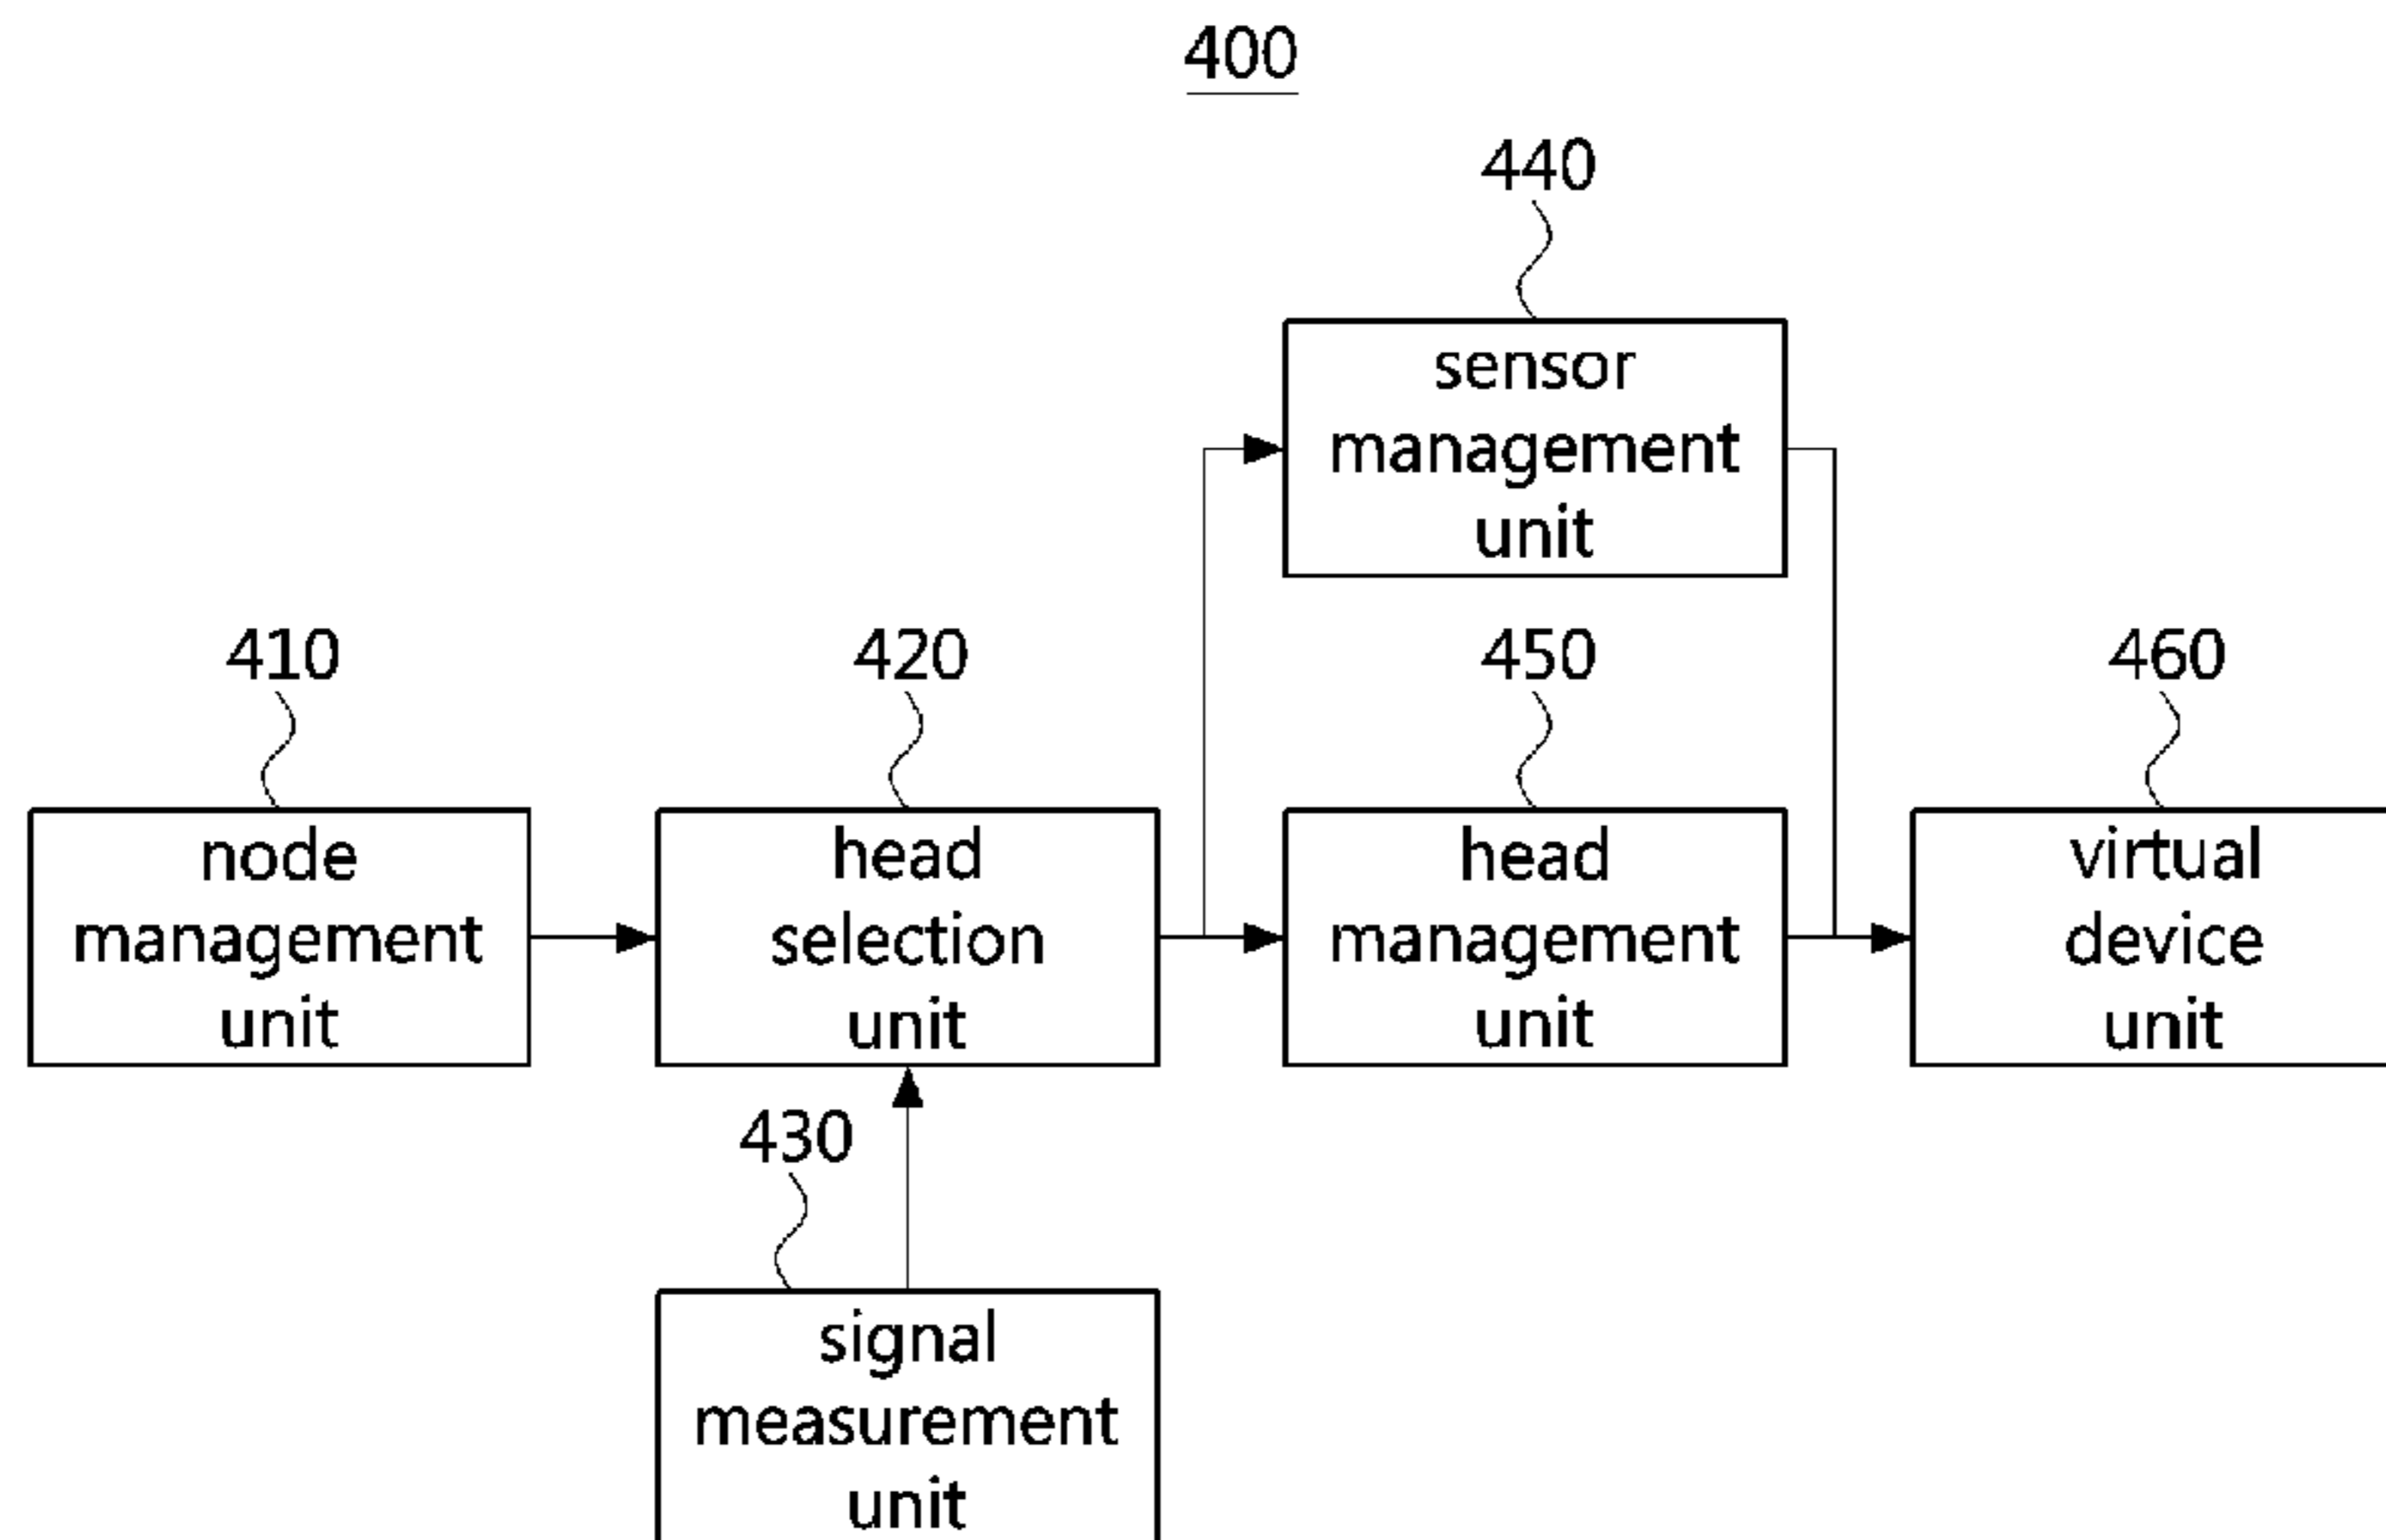 400
440
sensor
management
unit
410
node
management
unit
420
head
selection
unit
450
head
management
unit
460
virtual
device
unit
430
signal
measurement
unit